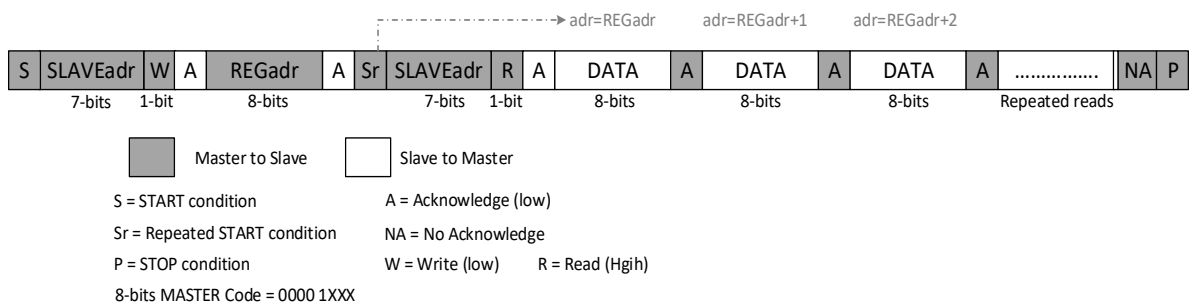 adr=REGadr adr=REGadr+1 adr=REGadr+2
S SLAVEadr W A REGadr A Sr SLAVEadr R A DATA A DATA A DATA A ............... NA P
7-bits 1-bit 8-bits 7-bits 1-bit 8-bits 8-bits 8-bits Repeated reads
Master to Slave Slave to Master
S = START condition A = Acknowledge (low)
Sr = Repeated START condition NA = No Acknowledge
P = STOP condition W = Write (low) R = Read (Hgih)
8-bits MASTER Code = 0000 1XXX